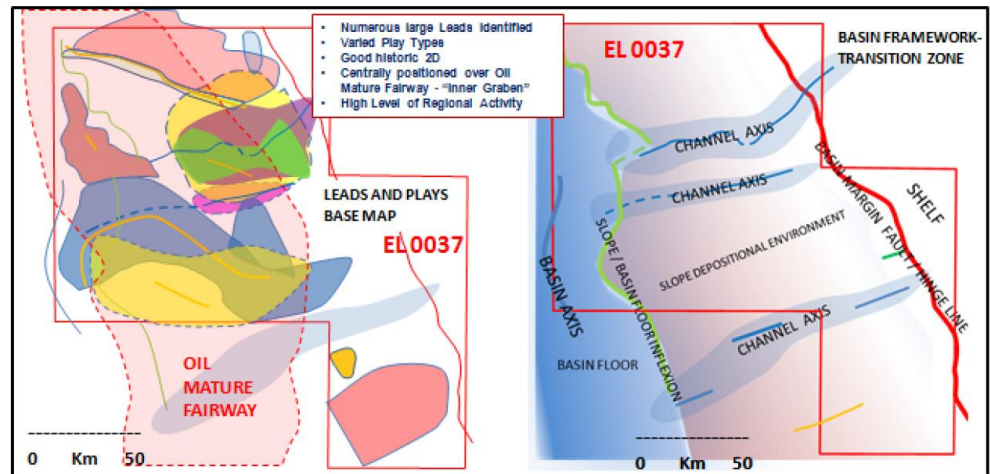 • Numerous large Leads Identified
• Varied Play Types
• Good historic 2D
• Centrally positioned over Oil
Mature Fairway - "Inner Graben"
• High Level of Regional Activity
LEADS AND PLAYS
BASE MAP
EL 0037
OIL
MATURE
FAIRWAY
0 Km 50
EL 0037
BASIN FRAMEWORK-
TRANSITION ZONE
CHANNEL AXIS
CHANNEL AXIS
SHELF
BASIN MARGIN FAULT / HINGE LINE
SLOPE DEPOSITIONAL ENVIRONMENT
SLOPE / BASIN FLOOR INFLEXION
BASIN AXIS
CHANNEL AXIS
BASIN FLOOR
0 Km 50